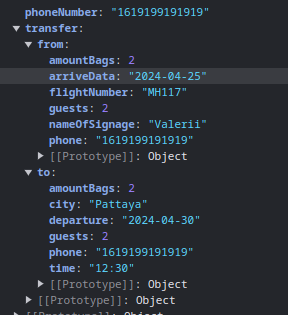 phoneNumber: "1619199191919"
▼ transfer:
▼ from:
amountBags: 2
arriveData: "2024-04-25"
flightNumber: "MH117"
guests: 2
nameOfSignage: "Valerii"
phone: "1619199191919"
▶ [[Prototype]]: Object
▼ to:
amountBags: 2
city: "Pattaya"
departure: "2024-04-30"
guests: 2
phone: "1619199191919"
time: "12:30"
▶ [[Prototype]]: Object
▶ [[Prototype]]: Object
▶ [[Prototype]]: Object